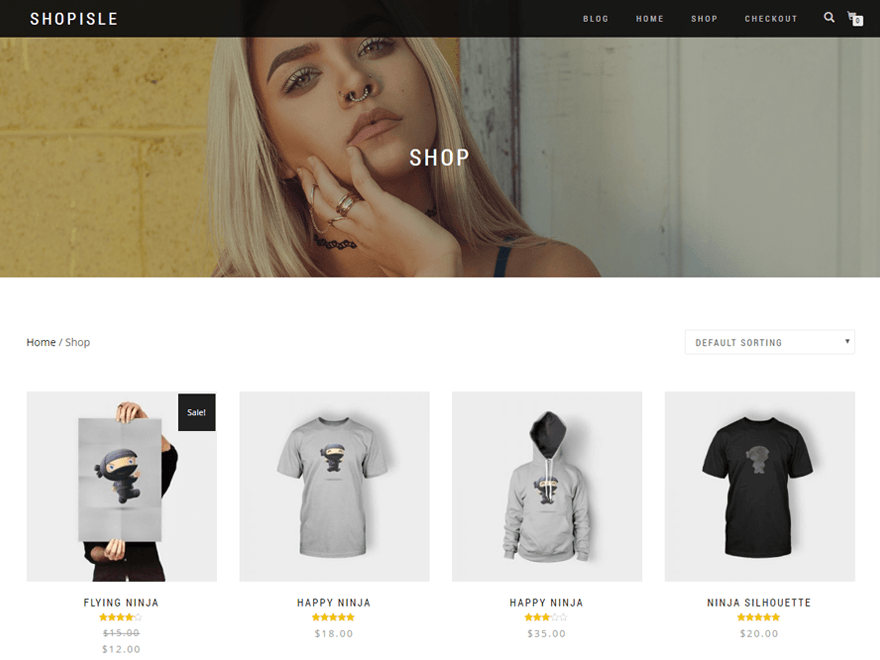 SHOPISLE
BLOG HOME SHOP CHECKOUT 0
SHOP
Home / Shop
DEFAULT SORTING
Sale!
FLYING NINJA
$15.00
$12.00
HAPPY NINJA
$18.00
HAPPY NINJA
$35.00
NINJA SILHOUETTE
$20.00